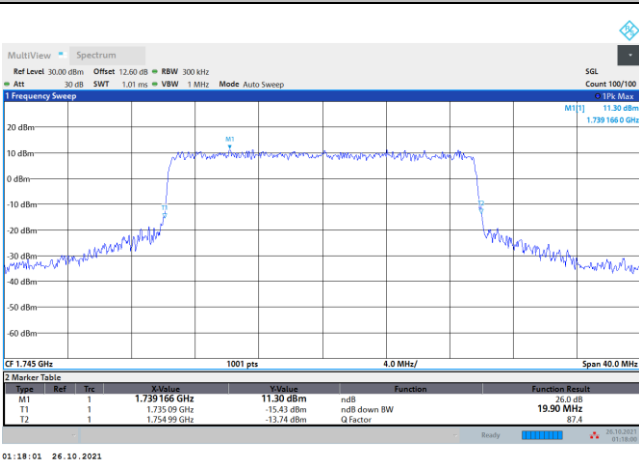 MultiView Spectrum
Ref Level 30.00 dBm Offset 12.60 dB RBW 300 kHz SGL
Att 30 dB SWT 1.01 ms VBW 1 MHz Mode Auto Sweep Count 100/100
1 Frequency Sweep 1Pk Max
M1[1] 11.30 dBm
1.739 166 0 GHz
20 dBm
M1
10 dBm
0 dBm
-10 dBm
T1
T2
-20 dBm
-30 dBm
-40 dBm
-50 dBm
-60 dBm
CF 1.745 GHz 1001 pts 4.0 MHz/ Span 40.0 MHz
2 Marker Table
Type Ref Trc X-Value Y-Value Function Function Result
M1 1 1.739 166 GHz 11.30 dBm ndB 26.0 dB
T1 1 1.735 09 GHz -15.43 dBm ndB down BW 19.90 MHz
T2 1 1.754 99 GHz -13.74 dBm Q Factor 87.4
Ready 26.10.2021
01:18:00
01:18:01 26.10.2021